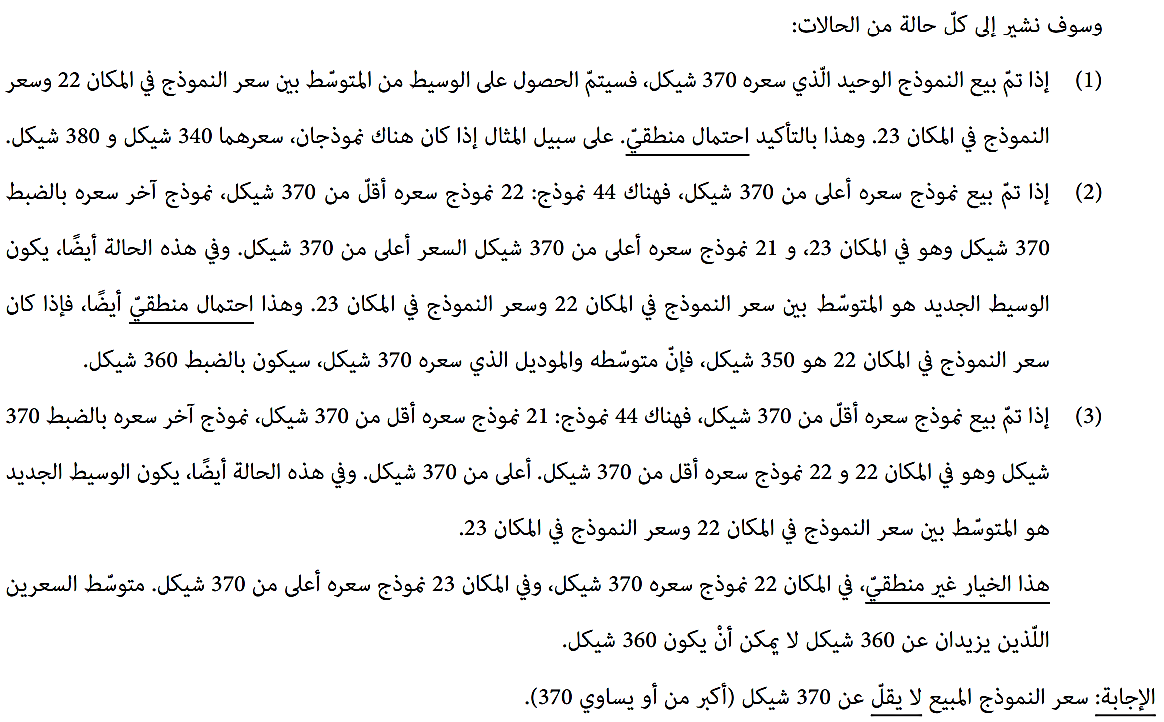 وسوف نشير إلى كلّ حالة من الحالات:
(1) إذا تمّ بيع النموذج الوحيد الّذي سعره 370 شيكل، فسيتمّ الحصول على الوسيط من المتوسّط بين سعر النموذج في المكان 22 وسعر
النموذج في المكان 23. وهذا بالتأكيد احتمال منطقيّ. على سبيل المثال إذا كان هناك نموذجان، سعرهما 340 شيكل و 380 شيكل.
(2) إذا تمّ بيع نموذج سعره أعلى من 370 شيكل، فهناك 44 نموذج: 22 نموذج سعره أقلّ من 370 شيكل، نموذج آخر سعره بالضبط
370 شيكل وهو في المكان 23، و 21 نموذج سعره أعلى من 370 شيكل السعر أعلى من 370 شيكل. وفي هذه الحالة أيضًا، يكون
الوسيط الجديد هو المتوسّط بين سعر النموذج في المكان 22 وسعر النموذج في المكان 23. وهذا احتمال منطقيّ أيضًا، فإذا كان
سعر النموذج في المكان 22 هو 350 شيكل، فإنّ متوسّطه والموديل الذي سعره 370 شيكل، سيكون بالضبط 360 شيكل.
(3) إذا تمّ بيع نموذج سعره أقلّ من 370 شيكل، فهناك 44 نموذج: 21 نموذج سعره أقل من 370 شيكل، نموذج آخر سعره بالضبط 370
شيكل وهو في المكان 22 و 22 نموذج سعره أقل من 370 شيكل. أعلى من 370 شيكل. وفي هذه الحالة أيضًا، يكون الوسيط الجديد
هو المتوسّط بين سعر النموذج في المكان 22 وسعر النموذج في المكان 23.
هذا الخيار غير منطقيّ، في المكان 22 نموذج سعره 370 شيكل، وفي المكان 23 نموذج سعره أعلى من 370 شيكل. متوسّط السعرين
اللّذين يزيدان عن 360 شيكل لا يمكن أنْ يكون 360 شيكل.
الإجابة: سعر النموذج المبيع لا يقلّ عن 370 شيكل (أكبر من أو يساوي 370).